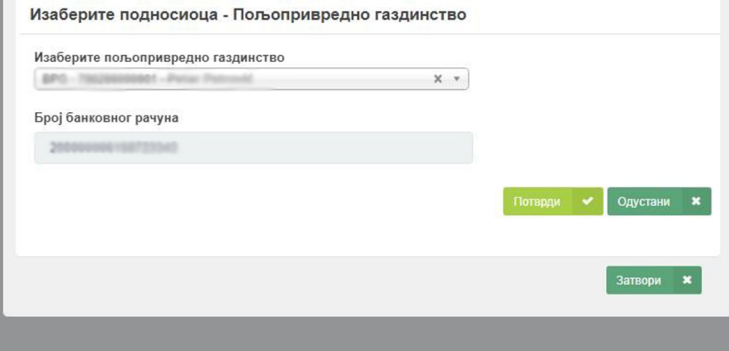 Изаберите подносиоца - Пољопривредно газдинство
Изаберите пољопривредно газдинство
Број банковног рачуна
Потврди
Одустани
Затвори